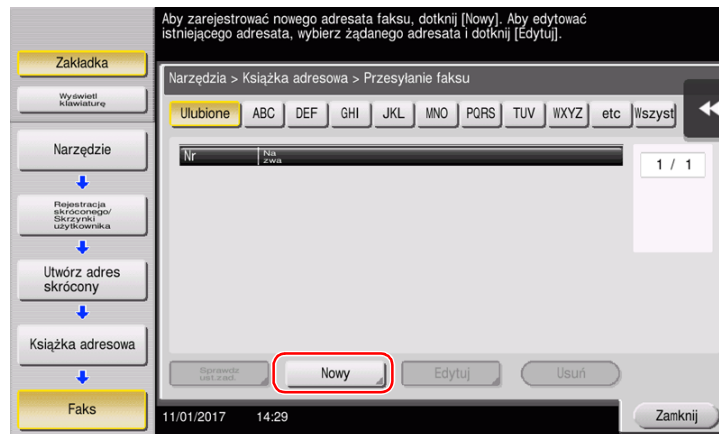 Aby zarejestrować nowego adresata faksu, dotknij [Nowy]. Aby edytować
istniejącego adresata, wybierz żądanego adresata i dotknij [Edytuj].
Zakładka
Wyświetl
klawiaturę
Narzędzie
Rejestracja
skróconego/
Skrzynki
użytkownika
Utwórz adres
skrócony
Książka adresowa
Faks
Narzędzia > Książka adresowa > Przesyłanie faksu
Ulubione ABC DEF GHI JKL MNO PQRS TUV WXYZ etc Wszyst
Nr Na
zwa
1 / 1
Sprawdź
ust.zad.
Nowy Edytuj Usuń
11/01/2017 14:29 Zamknij